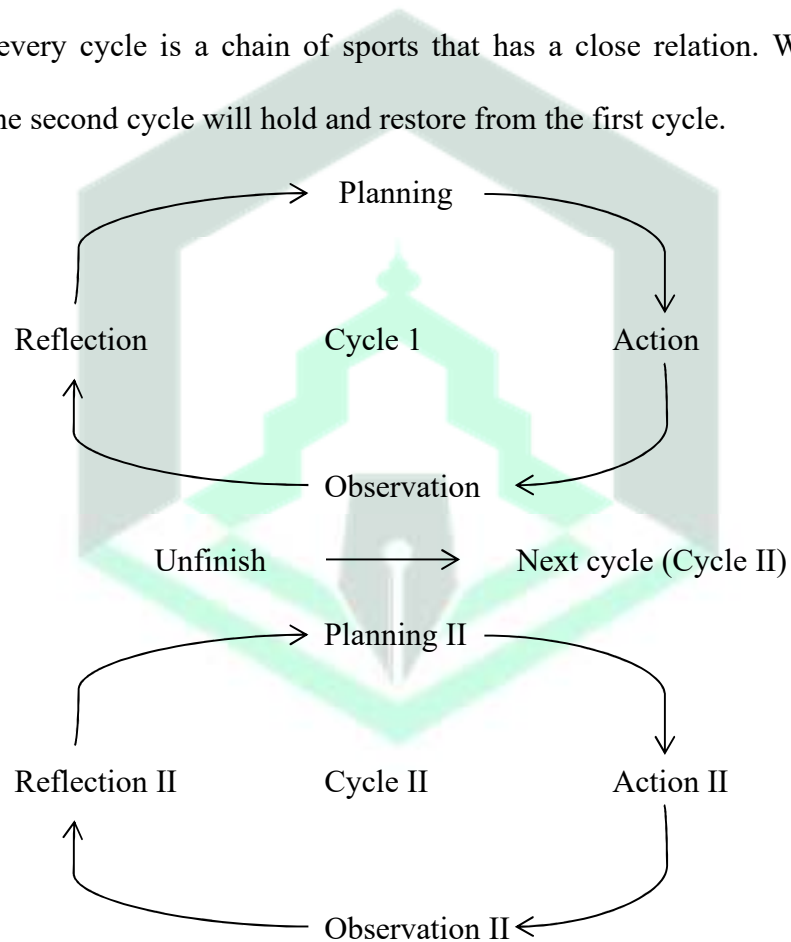 every cycle is a chain of sports that has a close relation. W
ne second cycle will hold and restore from the first cycle.
Planning
Reflection Cycle 1 Action
Observation
Unfinish Next cycle (Cycle II)
Planning II
Reflection II Cycle II Action II
Observation II